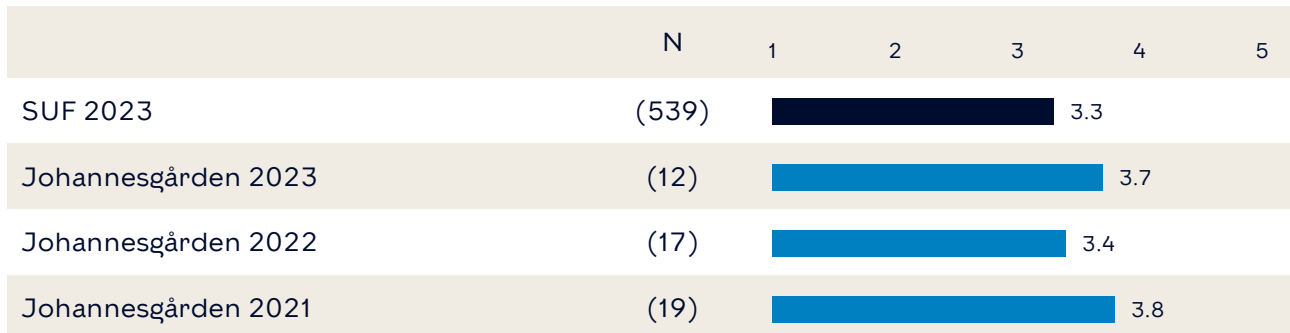 N 1 2 3 4 5
SUF 2023 (539) 3.3
Johannesgården 2023 (12) 3.7
Johannesgården 2022 (17) 3.4
Johannesgården 2021 (19) 3.8